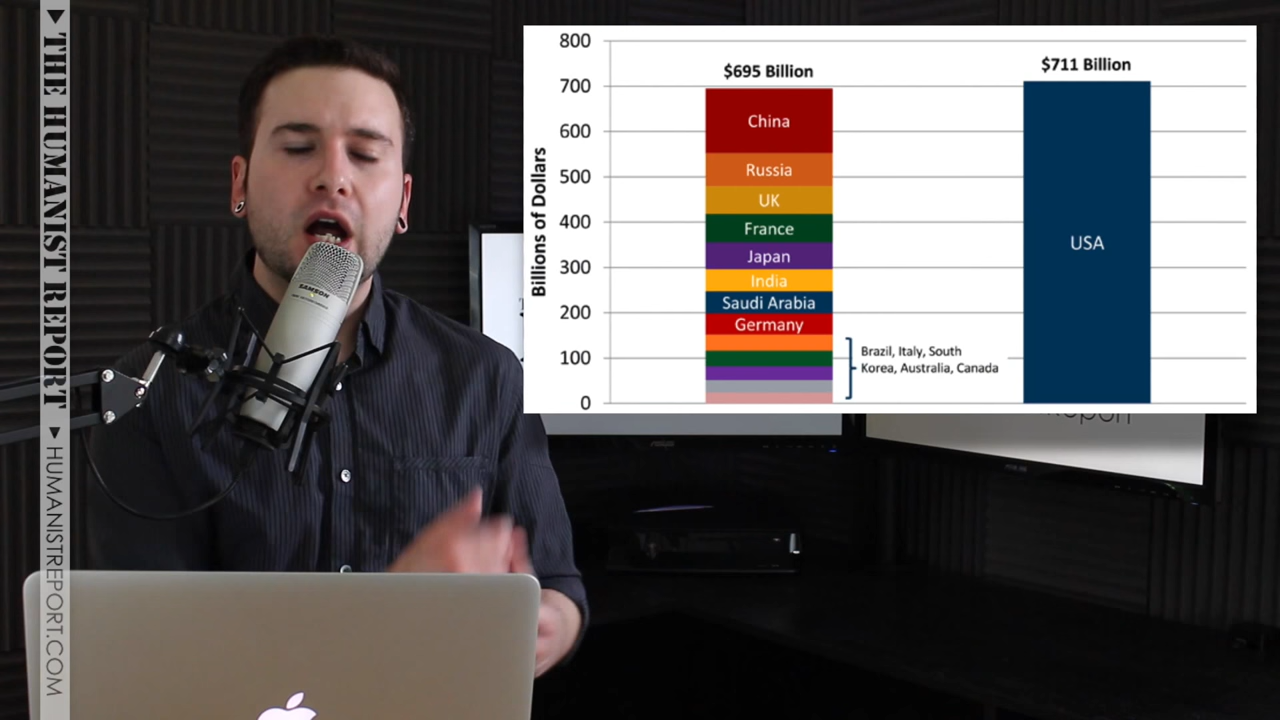 THE HUMANIST REPORT
HUMANISTREPORT.COM
SAMSON
800
700
600
500
400
300
200
100
0
Billions of Dollars
$695 Billion
China
Russia
UK
France
Japan
India
Saudi Arabia
Germany
Brazil, Italy, South
Korea, Australia, Canada
$711 Billion
USA